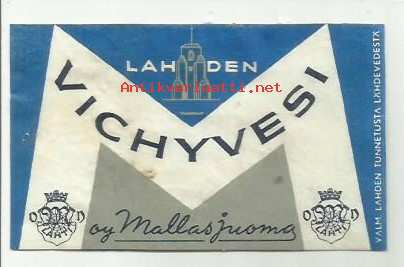 LAHDEN
VICHYVESI
oy Mallasjuoma
O D
O D
VALM. LAHDEN TUNNETUSTA LÄHDEVEDESTÄ
Antikvariaatti.net